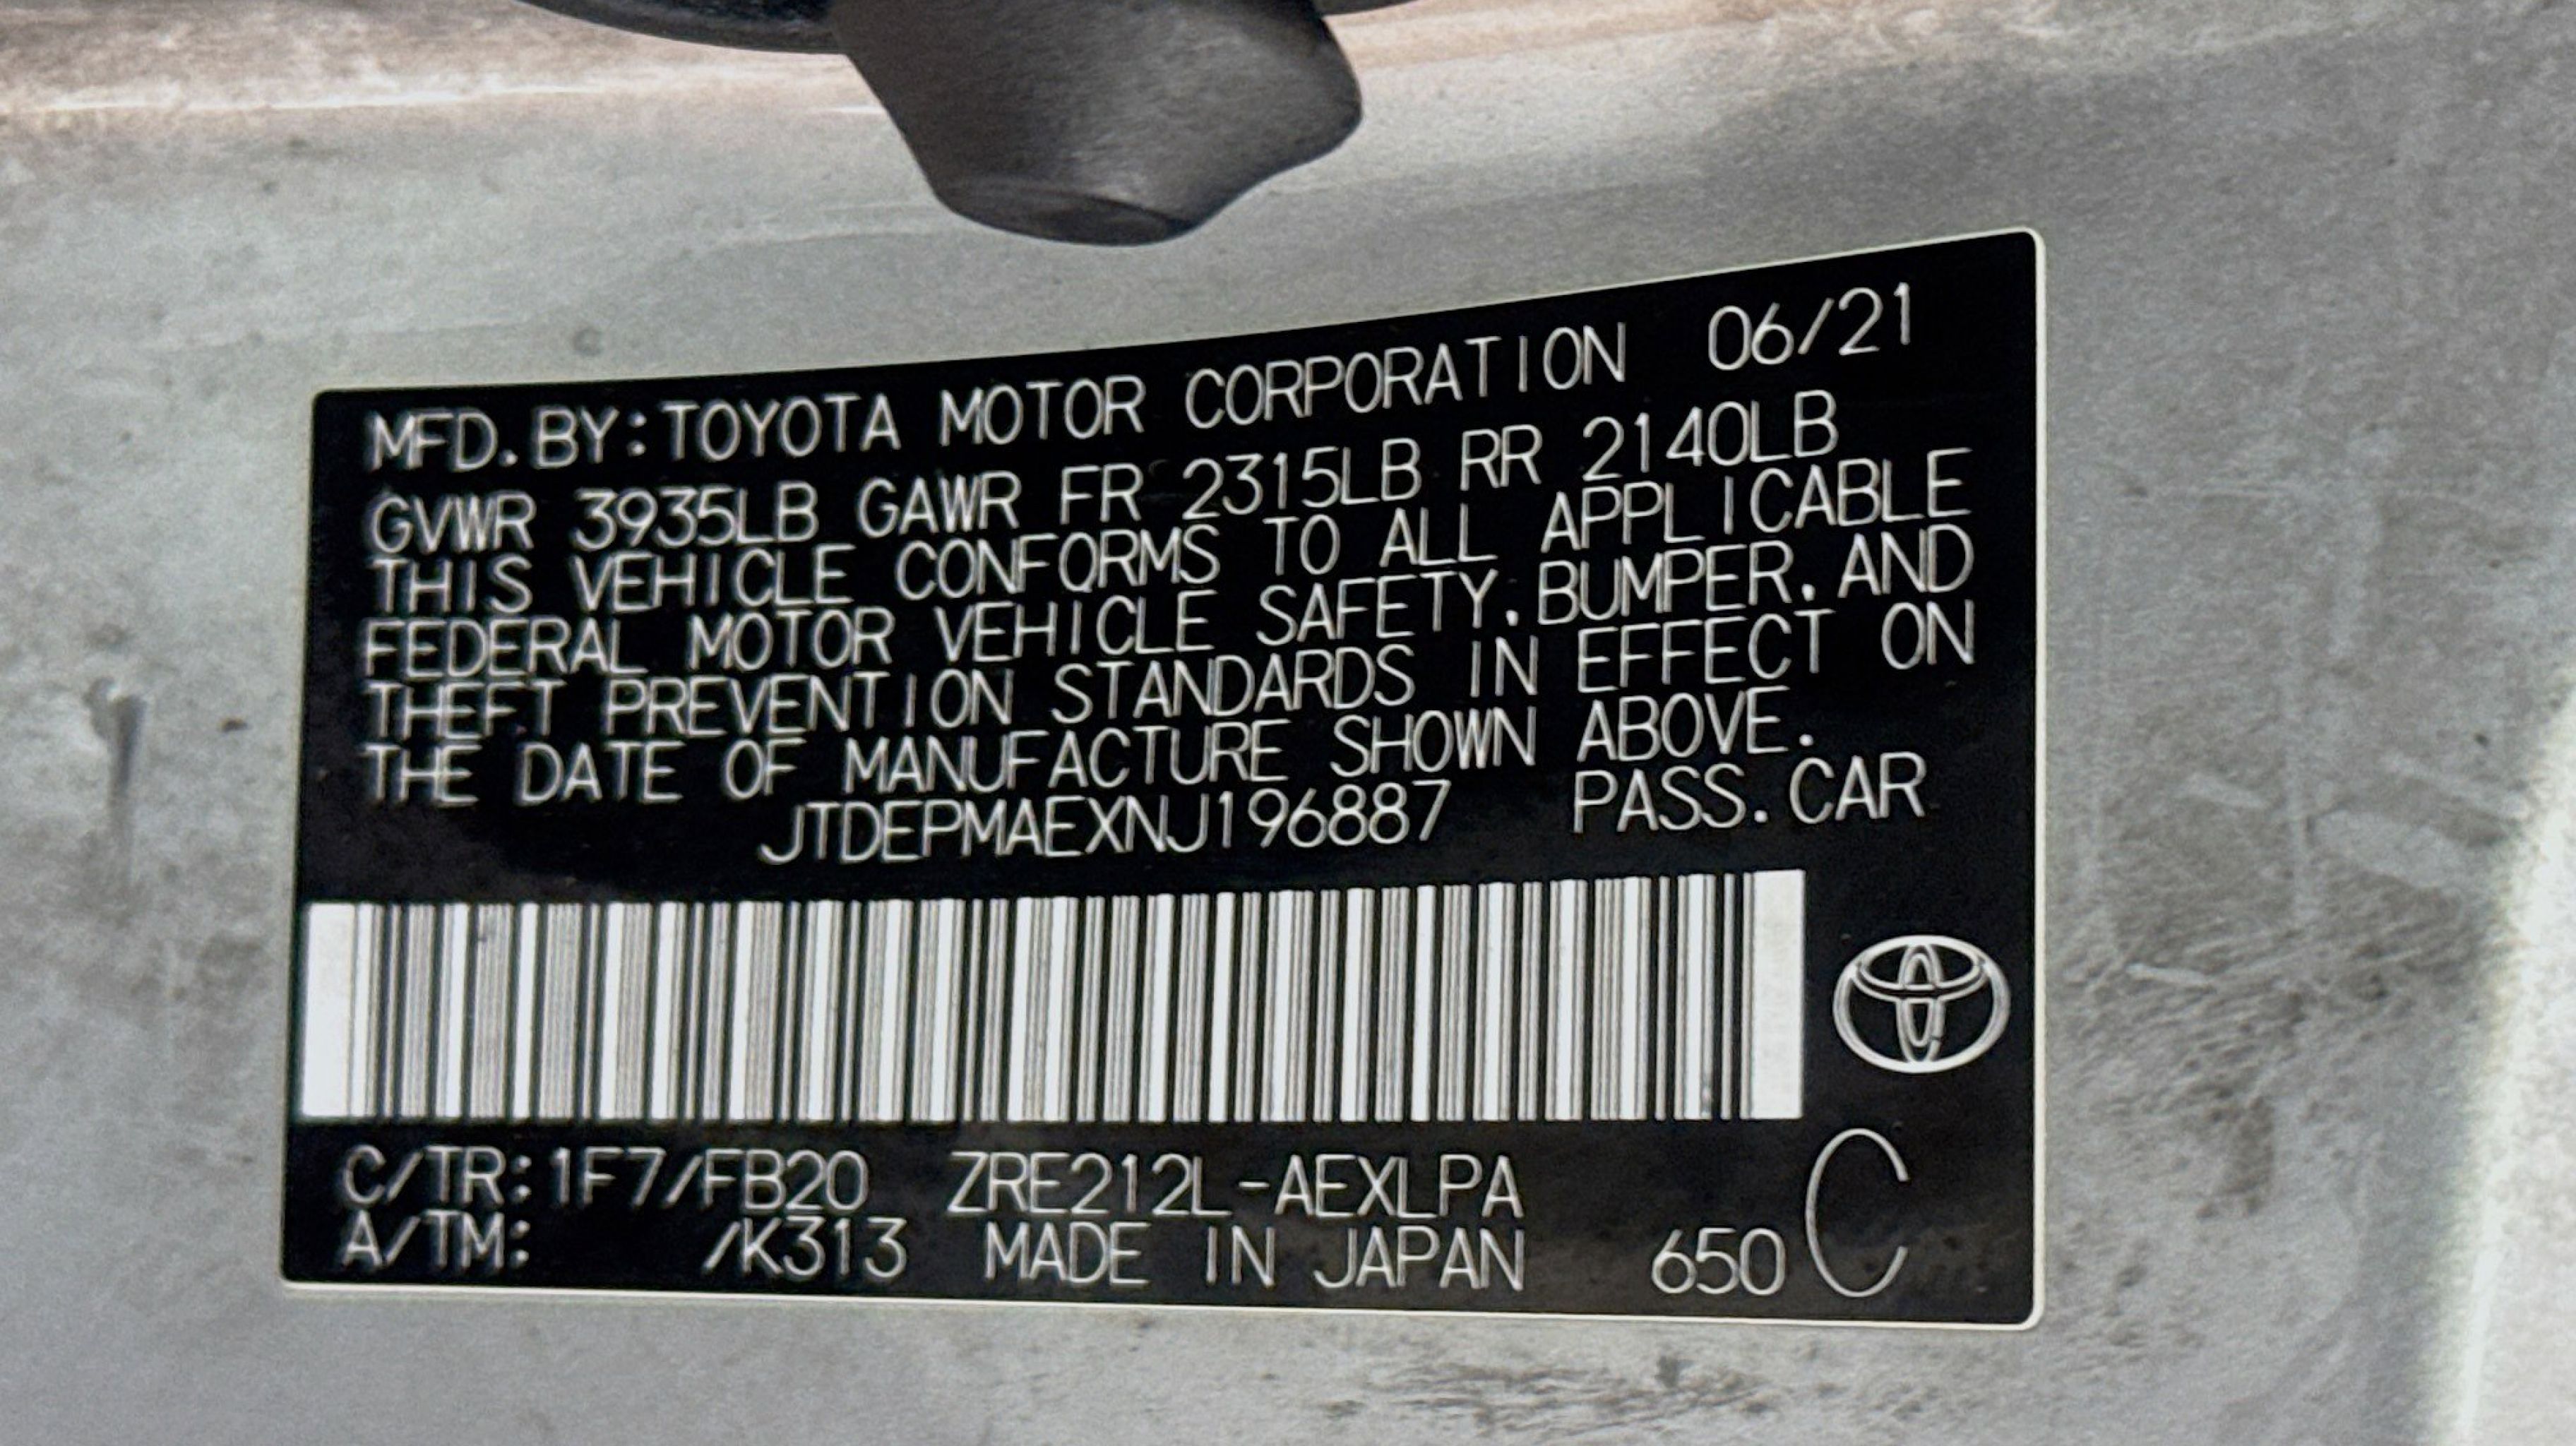 MFD.BY:TOYOTA MOTOR CORPORATION 06/21
GVWR 3935LB GAWR FR 2315LB RR 2140LB
THIS VEHICLE CONFORMS TO ALL APPLICABLE
FEDERAL MOTOR VEHICLE SAFETY,BUMPER,AND
THEFT PREVENTION STANDARDS IN EFFECT ON
THE DATE OF MANUFACTURE SHOWN ABOVE.
JTDEPMAEXNJ196887 PASS.CAR
C/TR:1F7/FB20 ZRE212L-AEXLPA
A/TM: /K313 MADE IN JAPAN 650 C